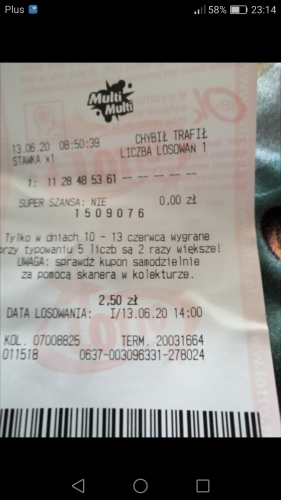 Plus 58% 23:14
Multi
Multi
13.06.20 08:50:39 CHYBIŁ TRAFIŁ
STAWKA x1 LICZBA LOSOWAŃ 1
1: 11 28 48 53 61 - - - - -
SUPER SZANSA: NIE 0,00 zł
1509076
Tylko w dniach 10 - 13 czerwca wygrane
przy typowaniu 5 liczb są 2 razy większe!
UWAGA: sprawdź kupon samodzielnie
za pomocą skanera w kolekturze.
2,50 zł
DATA LOSOWANIA: I/13.06.20 14:00
KOL. 07008825 TERM. 20031664
011518 0637-003096331-278024